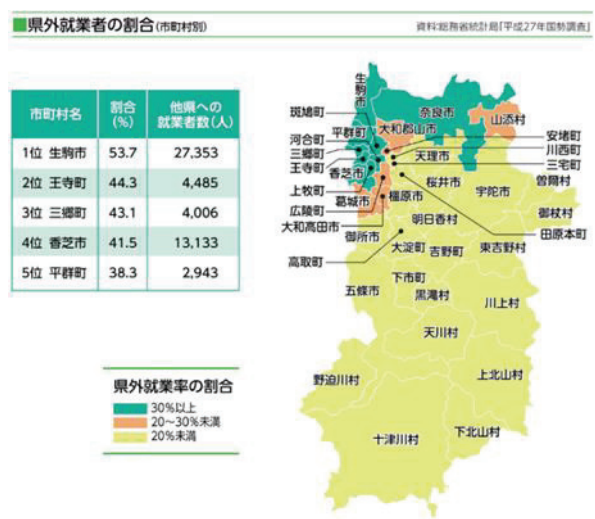 ■県外就業者の割合(市町村別)
資料:総務省統計局「平成27年国勢調査」
市町村名 割合(%) 他県への就業者数(人)
1位 生駒市 53.7 27,353
2位 王寺町 44.3 4,485
3位 三郷町 43.1 4,006
4位 香芝市 41.5 13,133
5位 平群町 38.3 2,943
県外就業率の割合
30%以上
20〜30%未満
20%未満
生駒市
奈良市
斑鳩町
山添村
大和郡山市
平群町
安堵町
河合町
川西町
三郷町
天理市
三宅町
王寺町
香芝市
桜井市
曽爾村
宇陀市
上牧町
橿原市
葛城市
御杖村
広陵町
明日香村
大和高田市
田原本町
御所市
大淀町
吉野町
東吉野村
高取町
下市町
五條市
黒滝村
川上村
天川村
野迫川村
上北山村
十津川村
下北山村